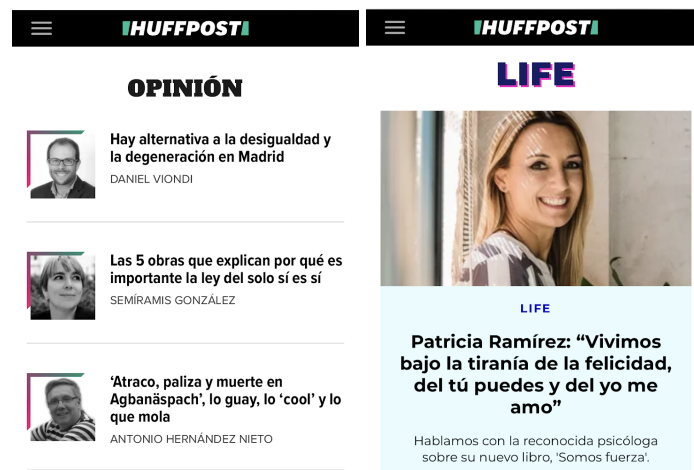 HUFFPOST
OPINIÓN
Hay alternativa a la desigualdad y
la degeneración en Madrid
DANIEL VIONDI
Las 5 obras que explican por qué es
importante la ley del solo sí es sí
SEMÍRAMIS GONZÁLEZ
‘Atraco, paliza y muerte en
Agbanäspach’, lo guay, lo ‘cool’ y lo
que mola
ANTONIO HERNÁNDEZ NIETO
HUFFPOST
LIFE
LIFE
Patricia Ramírez: “Vivimos
bajo la tiranía de la felicidad,
del tú puedes y del yo me
amo”
Hablamos con la reconocida psicóloga
sobre su nuevo libro, 'Somos fuerza'.